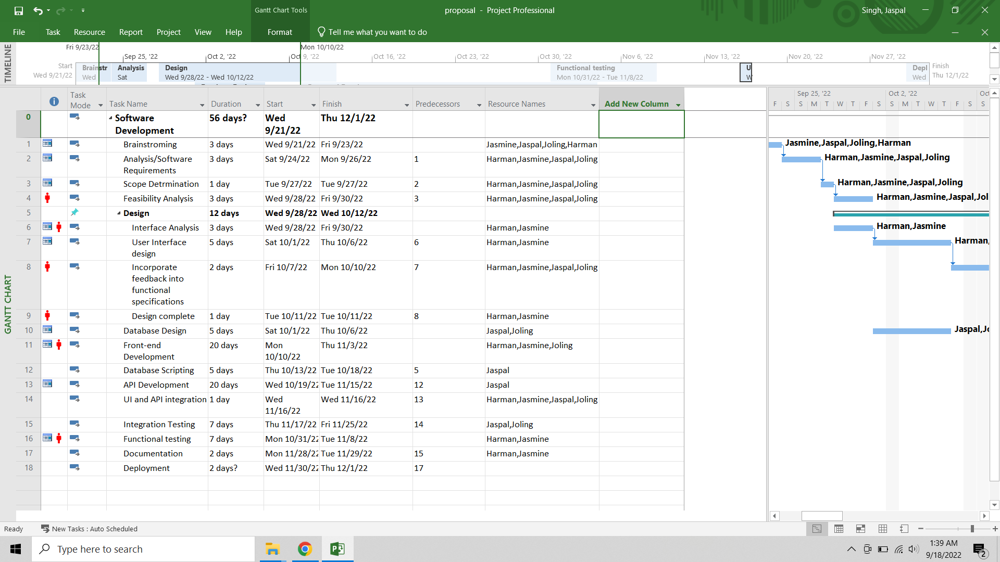 Gantt Chart Tools
proposal - Project Professional
Singh, Jaspal
File Task Resource Report Project View Help Format Tell me what you want to do
TIMELINE
Fri 9/23/22
Mon 10/10/22
Sep 25, '22 Oct 2, '22 Oct 9, '22 Oct 16, '22 Oct 23, '22 Oct 30, '22 Nov 6, '22 Nov 13, '22 Nov 20, '22 Nov 27, '22
Start
Wed 9/21/22
Brainstr
Wed
Analysis
Sat
Design
Wed 9/28/22 - Wed 10/12/22
Functional testing
Mon 10/31/22 - Tue 11/8/22
U
W
Depl
Wed
Finish
Thu 12/1/22
GANTT CHART
Task Mode Task Name Duration Start Finish Predecessors Resource Names Add New Column
0 Software Development 56 days? Wed 9/21/22 Thu 12/1/22
1 Brainstroming 3 days Wed 9/21/22 Fri 9/23/22 Jasmine,Jaspal,Joling,Harman
2 Analysis/Software Requirements 3 days Sat 9/24/22 Mon 9/26/22 1 Harman,Jasmine,Jaspal,Joling
3 Scope Detrmination 1 day Tue 9/27/22 Tue 9/27/22 2 Harman,Jasmine,Jaspal,Joling
4 Feasibility Analysis 3 days Wed 9/28/22 Fri 9/30/22 3 Harman,Jasmine,Jaspal,Joling
5 Design 12 days Wed 9/28/22 Wed 10/12/22
6 Interface Analysis 3 days Wed 9/28/22 Fri 9/30/22 Harman,Jasmine
7 User Interface design 5 days Sat 10/1/22 Thu 10/6/22 6 Harman,Jasmine
8 Incorporate feedback into functional specifications 2 days Fri 10/7/22 Mon 10/10/22 7 Harman,Jasmine,Jaspal,Joling
9 Design complete 1 day Tue 10/11/22 Tue 10/11/22 8 Harman,Jasmine
10 Database Design 5 days Sat 10/1/22 Thu 10/6/22 Jaspal,Joling
11 Front-end Development 20 days Mon 10/10/22 Thu 11/3/22 Harman,Jasmine,Joling
12 Database Scripting 5 days Thu 10/13/22 Tue 10/18/22 5 Jaspal
13 API Development 20 days Wed 10/19/22 Tue 11/15/22 12 Jaspal
14 UI and API integration 1 day Wed 11/16/22 Wed 11/16/22 13 Harman,Jasmine,Jaspal,Joling
15 Integration Testing 7 days Thu 11/17/22 Fri 11/25/22 14 Jaspal,Joling
16 Functional testing 7 days Mon 10/31/22 Tue 11/8/22 Harman,Jasmine
17 Documentation 2 days Mon 11/28/22 Tue 11/29/22 15 Harman,Jasmine
18 Deployment 2 days? Wed 11/30/22 Thu 12/1/22 17
Sep 25, '22 Oct 2, '22 Oct
F S S M T W T F S S M T W T F S S
Jasmine,Jaspal,Joling,Harman
Harman,Jasmine,Jaspal,Joling
Harman,Jasmine,Jaspal,Joling
Harman,Jasmine,Jaspal,Jol
Harman,Jasmine
Harman,
Jaspal,Jo
Ready New Tasks : Auto Scheduled
Type here to search
1:39 AM
9/18/2022
2